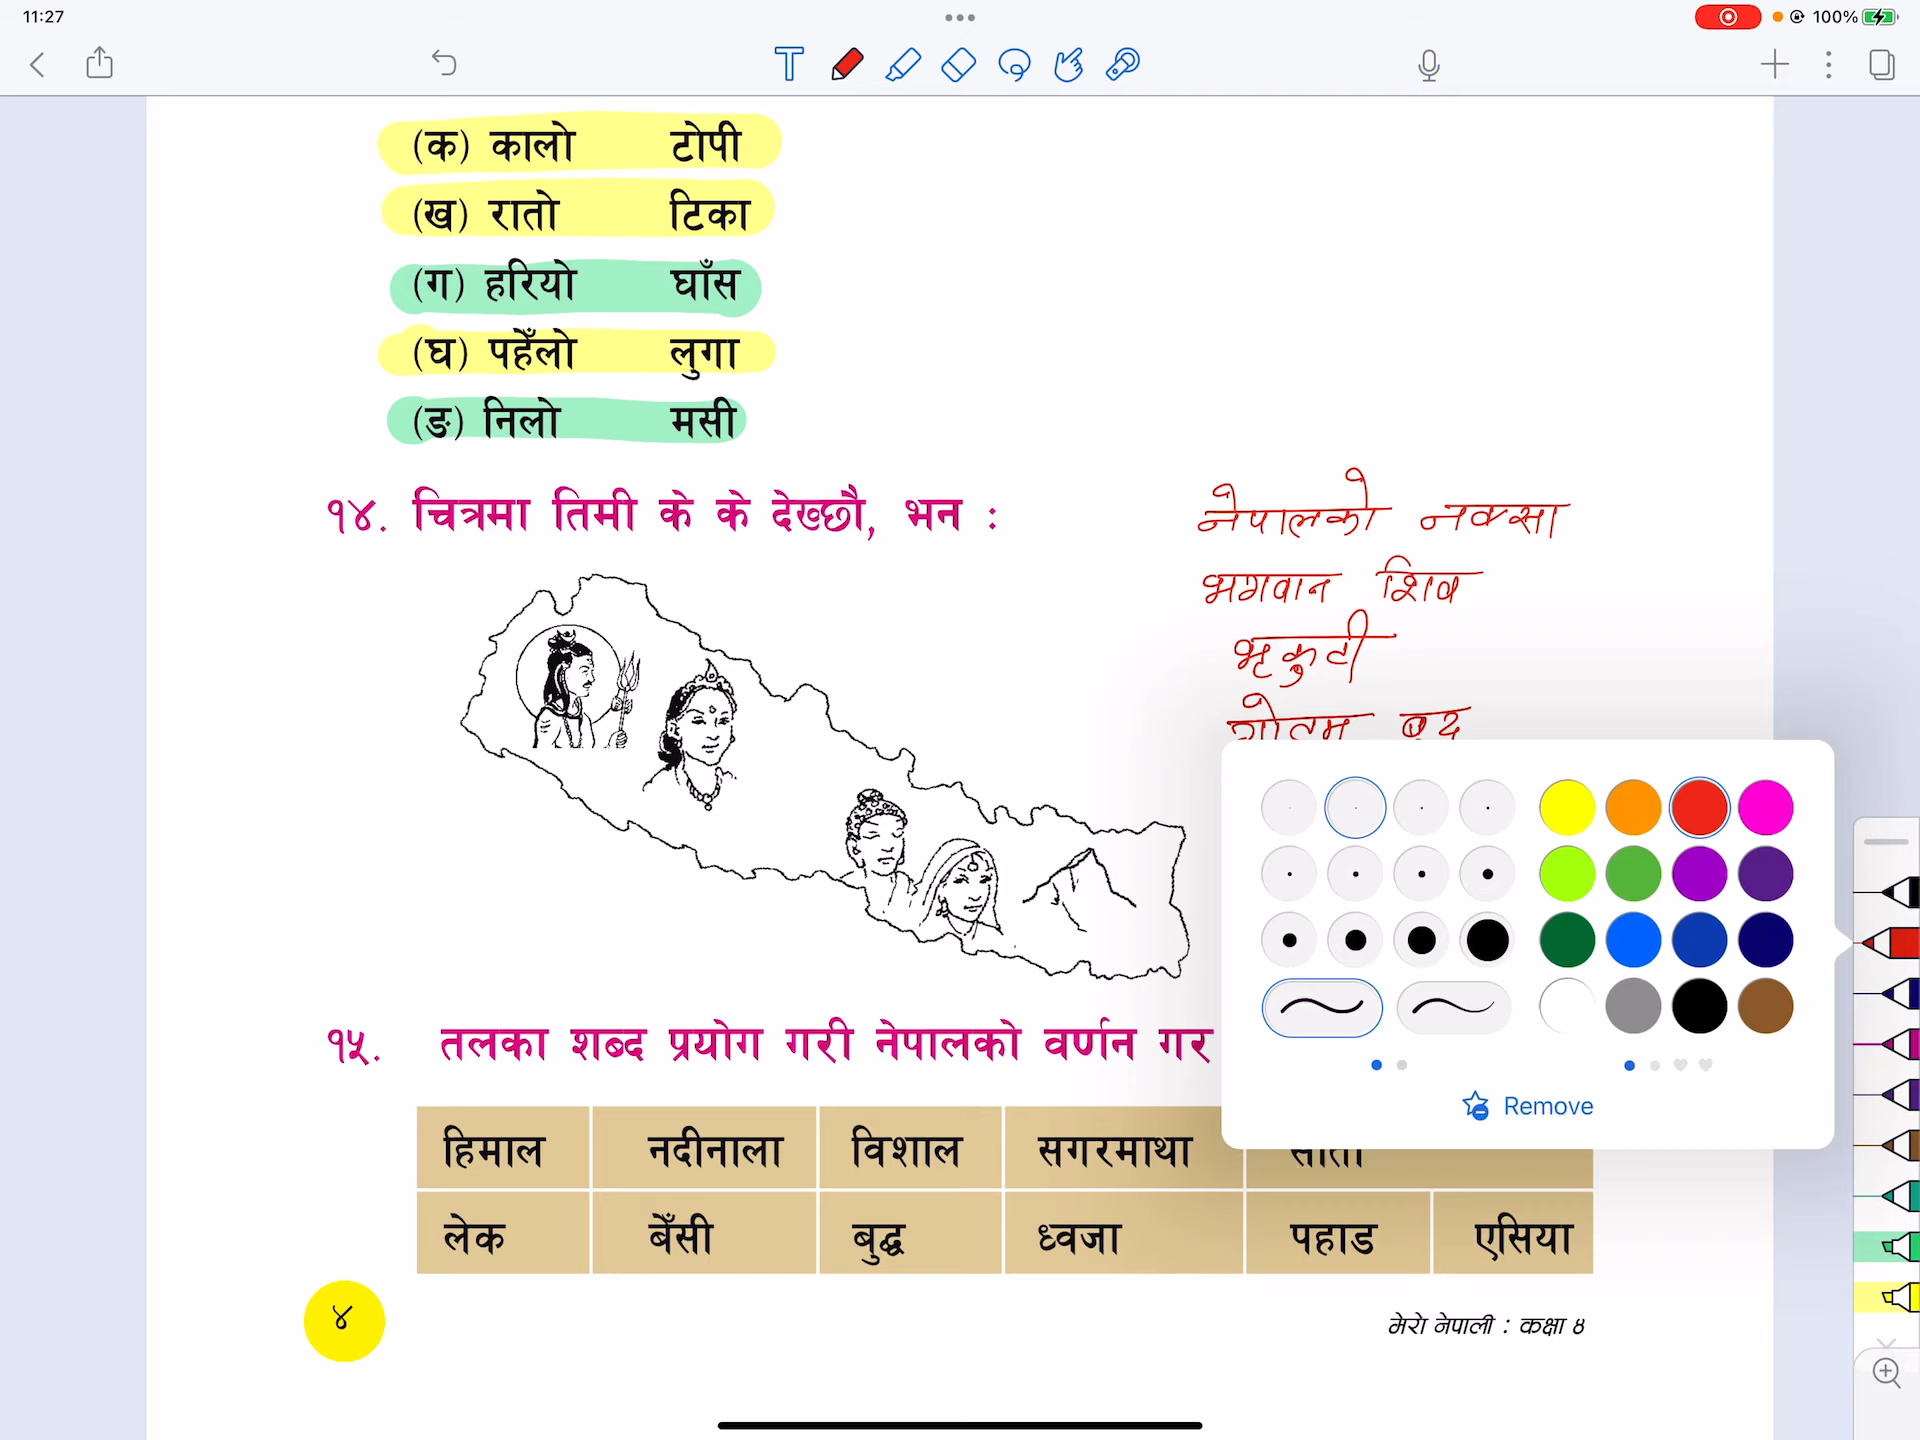 11:27
100%
(क) कालो टोपी
(ख) रातो टिका
(ग) हरियो घाँस
(घ) पहेँलो लुगा
(ङ) निलो मसी
१४. चित्रमा तिमी के के देख्छौ, भन :
नेपालको नक्सा
भगवान शिव
भृकुटी
गौतम बुद्ध
१५. तलका शब्द प्रयोग गरी नेपालको वर्णन गर
Remove
हिमाल नदीनाला विशाल सगरमाथा सीता
लेक बेँसी बुद्ध ध्वजा पहाड एसिया
४
मेरो नेपाली : कक्षा ४